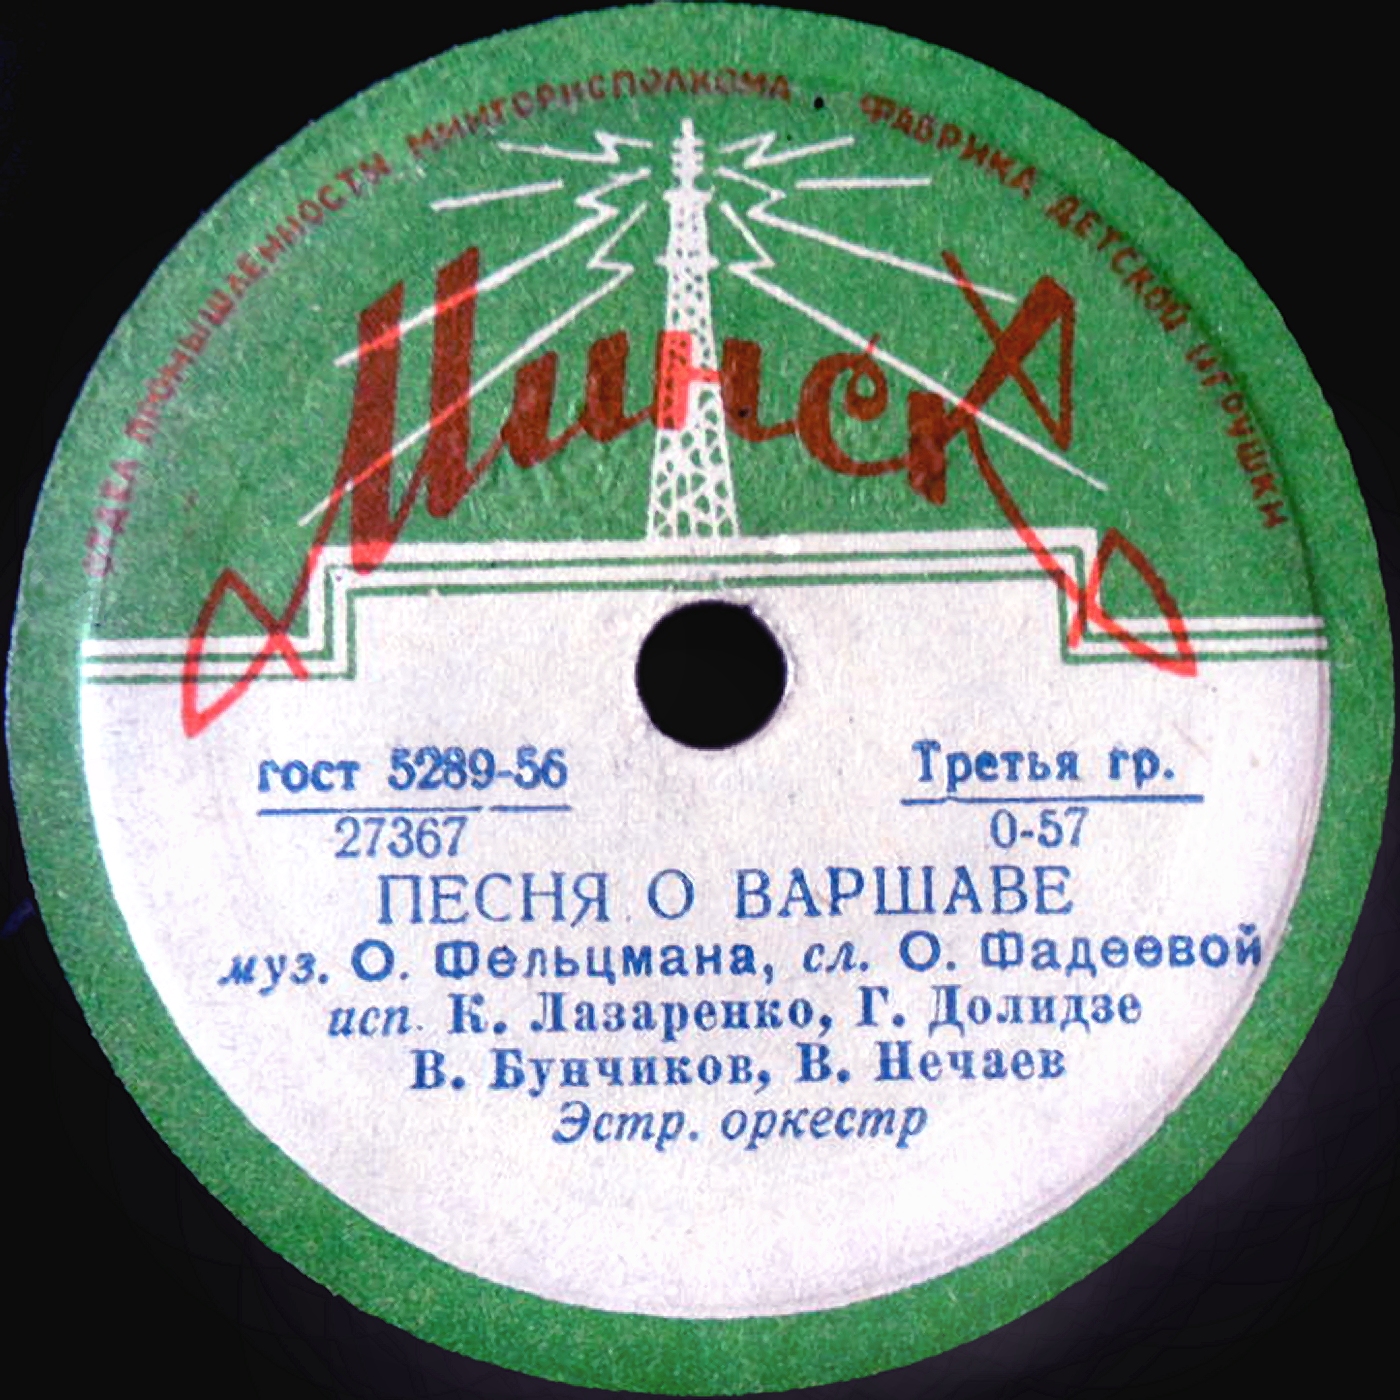 ОТДЕЛ ПРОМЫШЛЕННОСТИ МИНГОРИСПОЛКОМА • ФАБРИКА ДЕТСКОЙ ИГРУШКИ
Минск
гост 5289-56
Третья гр.
27367
0-57
ПЕСНЯ О ВАРШАВЕ
муз. О. Фельцмана, сл. О. Фадеевой
исп. К. Лазаренко, Г. Долидзе
В. Бунчиков, В. Нечаев
Эстр. оркестр